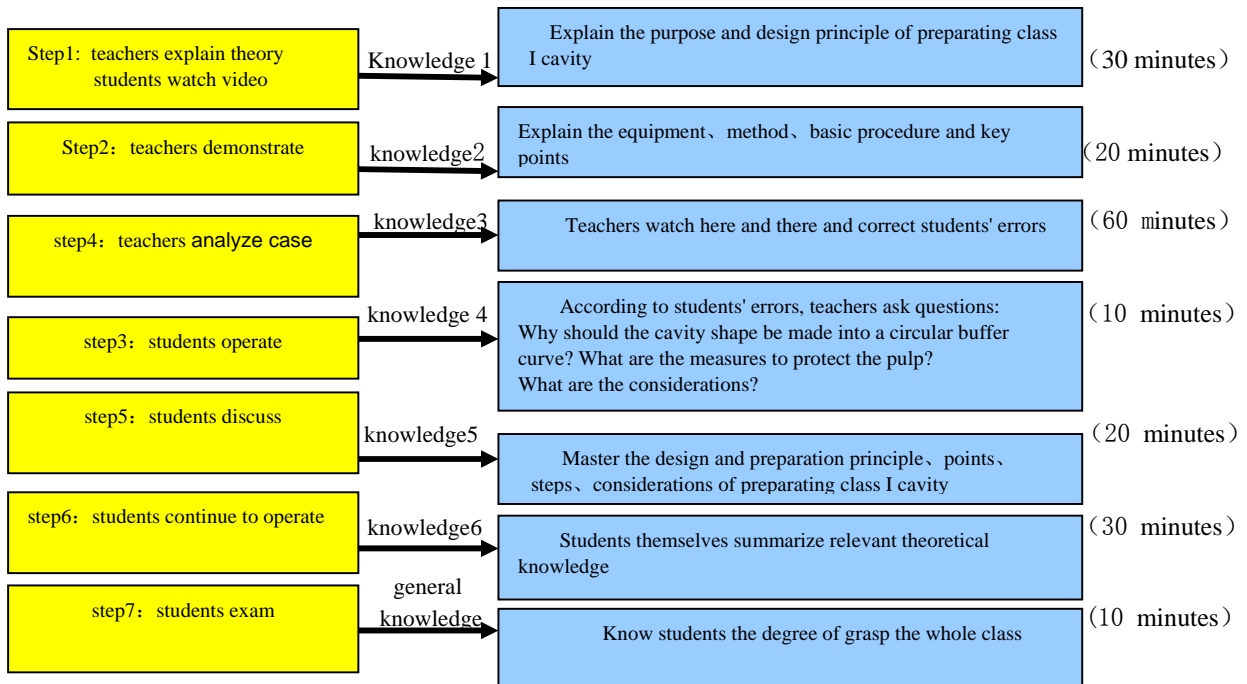 Step1: teachers explain theory
students watch video
Knowledge 1
Explain the purpose and design principle of preparating class
I cavity
（30 minutes）
Step2：teachers demonstrate
knowledge2
Explain the equipment、method、basic procedure and key
points
（20 minutes）
step4：teachers analyze case
knowledge3
Teachers watch here and there and correct students' errors
（60 minutes）
step3：students operate
knowledge 4
According to students' errors, teachers ask questions:
Why should the cavity shape be made into a circular buffer
curve? What are the measures to protect the pulp?
What are the considerations?
（10 minutes）
step5：students discuss
knowledge5
Master the design and preparation principle、points、
steps、considerations of preparating class I cavity
（20 minutes）
step6：students continue to operate
knowledge6
Students themselves summarize relevant theoretical
knowledge
（30 minutes）
step7：students exam
general
knowledge
Know students the degree of grasp the whole class
(10 minutes）